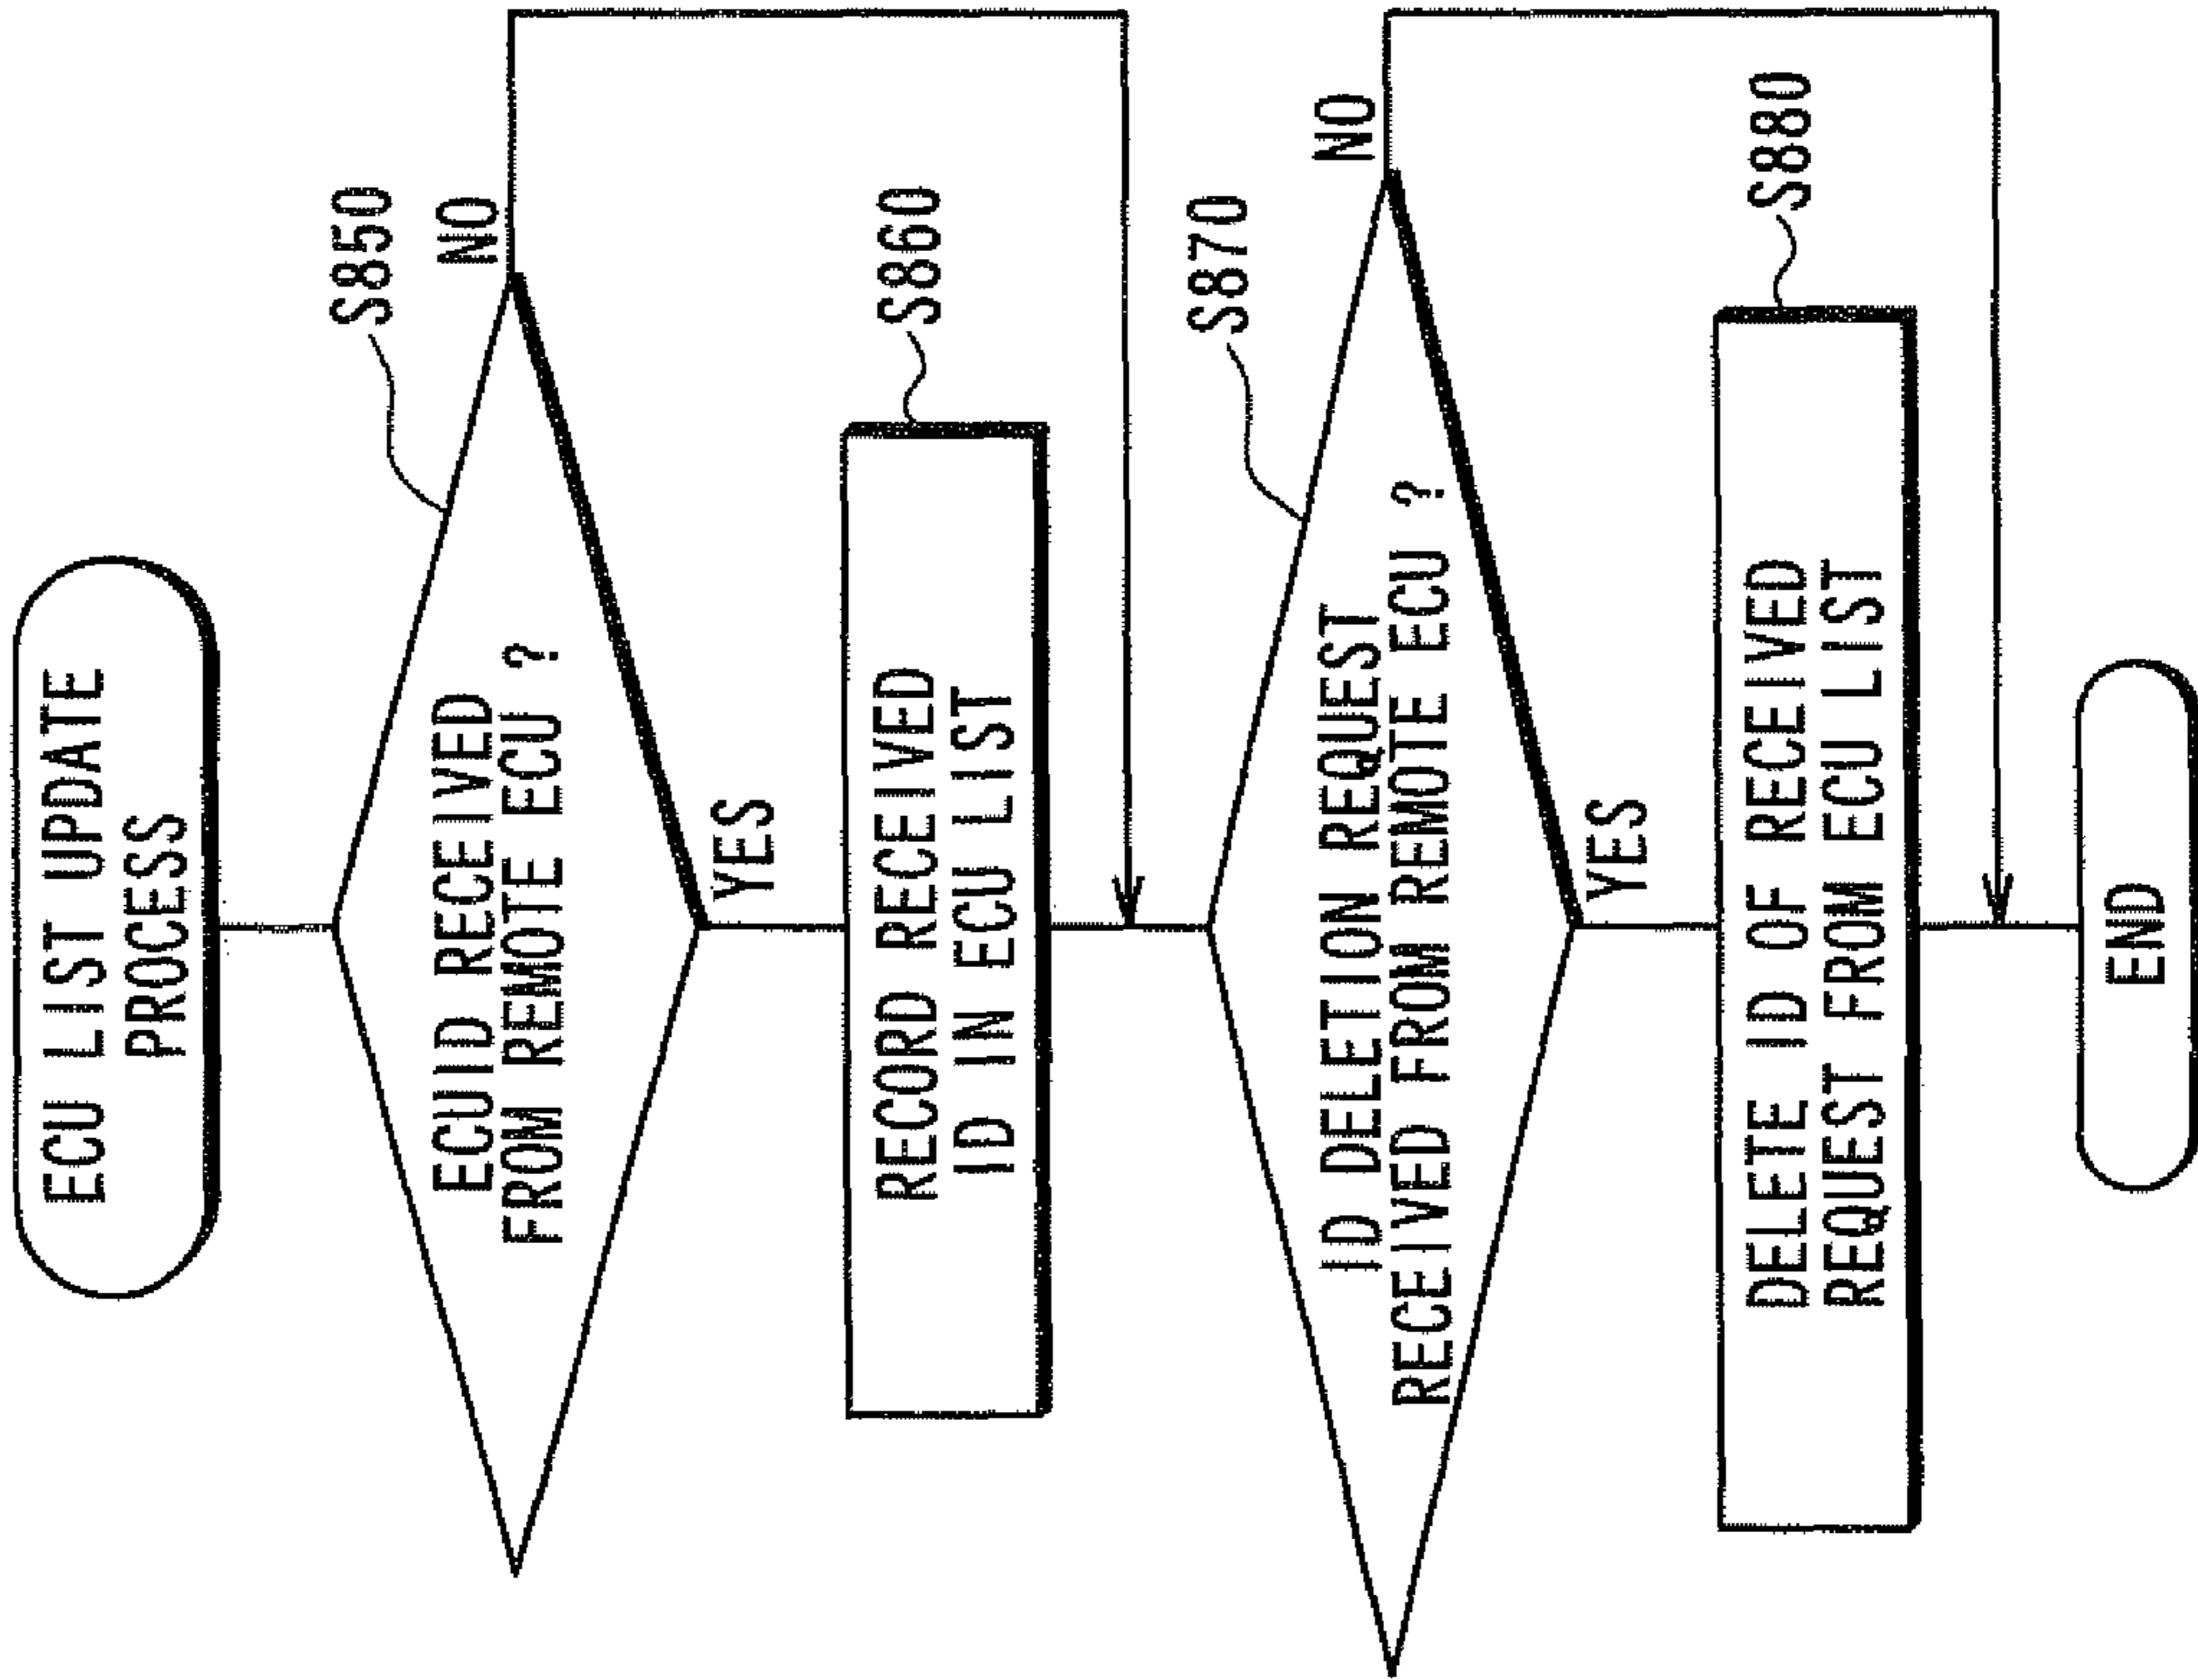 ECU LIST UPDATE
PROCESS
S850
ECUID RECEIVED
FROM REMOTE ECU ?
NO
YES
S860
RECORD RECEIVED
ID IN ECU LIST
S870
ID DELETION REQUEST
RECEIVED FROM REMOTE ECU ?
NO
YES
S880
DELETE ID OF RECEIVED
REQUEST FROM ECU LIST
END